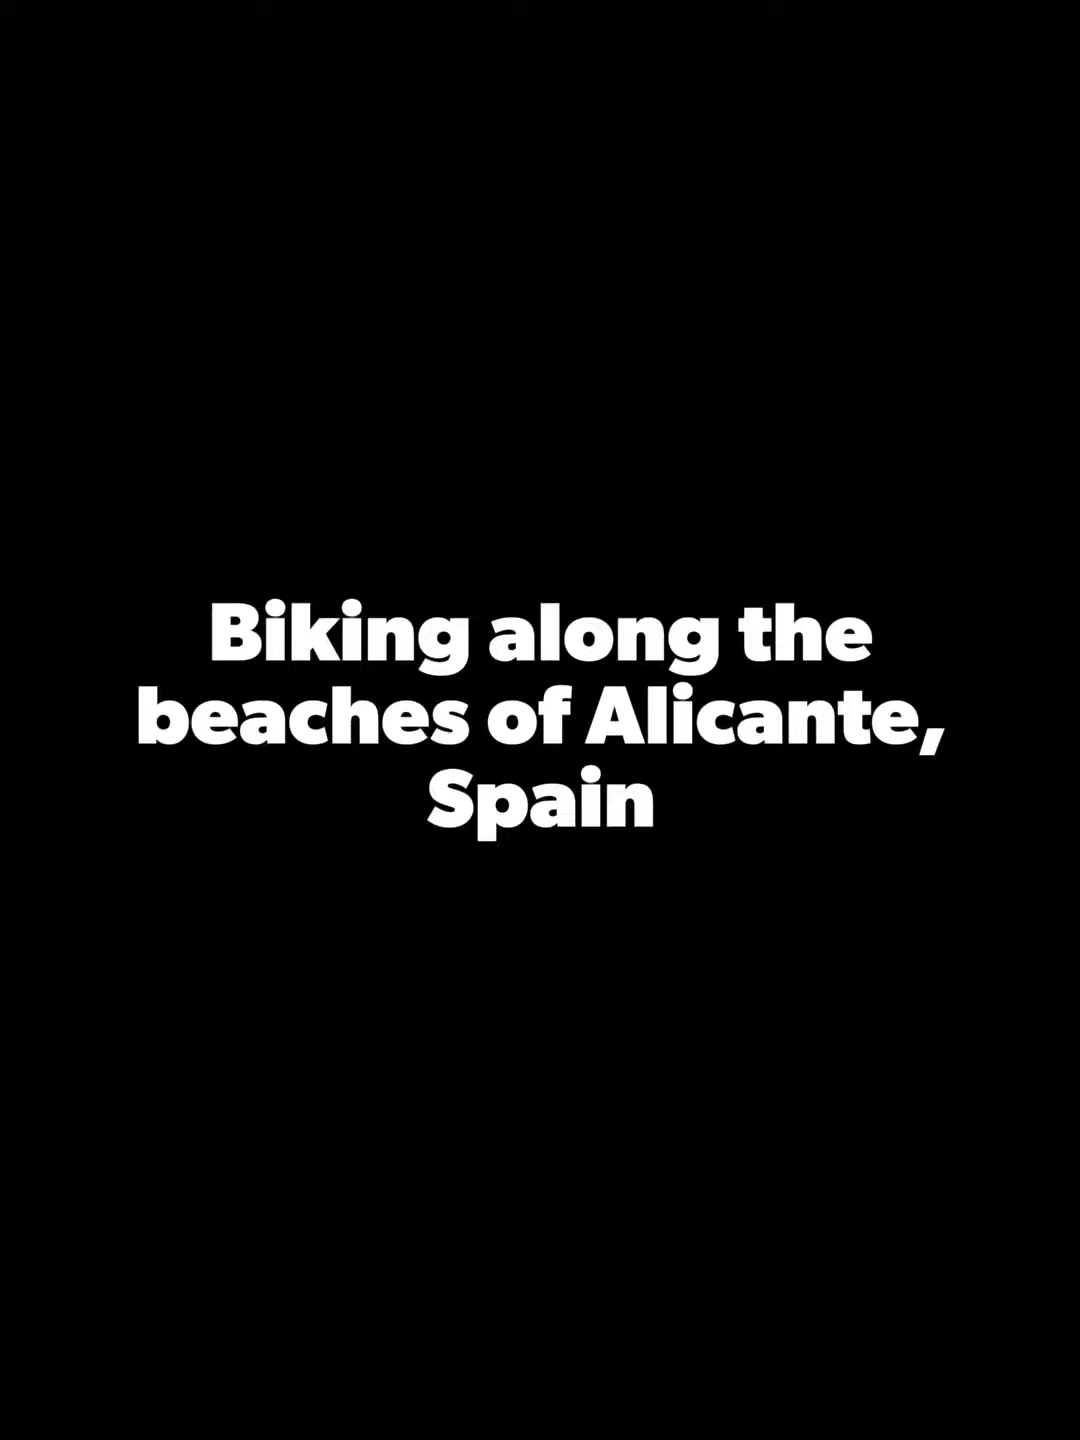 Biking along the
beaches of Alicante,
Spain